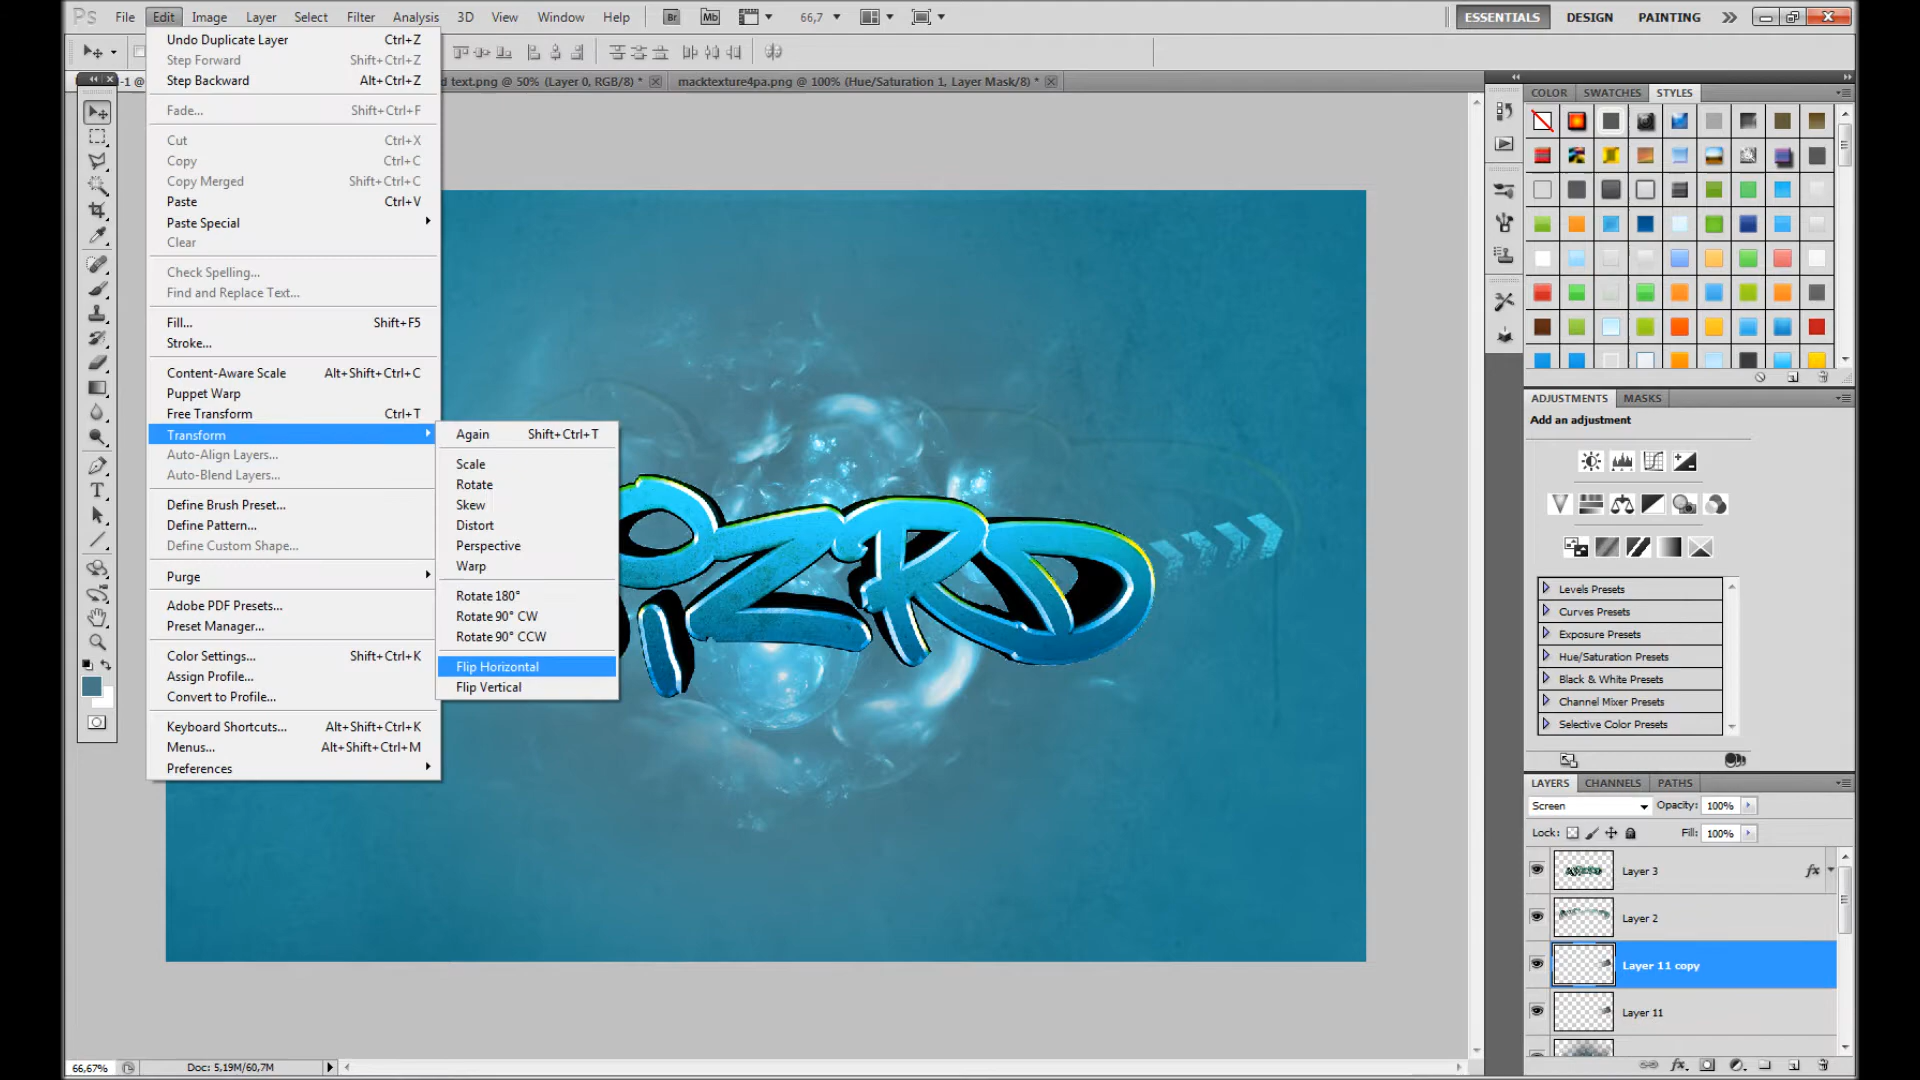 Ps File Edit Image Layer Select Filter Analysis 3D View Window Help Br Mb 66,7 ESSENTIALS DESIGN PAINTING
-1 @ d text.png @ 50% (Layer 0, RGB/8) * macktexture4pa.png @ 100% (Hue/Saturation 1, Layer Mask/8) *
Undo Duplicate Layer Ctrl+Z
Step Forward Shift+Ctrl+Z
Step Backward Alt+Ctrl+Z
Fade... Shift+Ctrl+F
Cut Ctrl+X
Copy Ctrl+C
Copy Merged Shift+Ctrl+C
Paste Ctrl+V
Paste Special
Clear
Check Spelling...
Find and Replace Text...
Fill... Shift+F5
Stroke...
Content-Aware Scale Alt+Shift+Ctrl+C
Puppet Warp
Free Transform Ctrl+T
Transform
Auto-Align Layers...
Auto-Blend Layers...
Define Brush Preset...
Define Pattern...
Define Custom Shape...
Purge
Adobe PDF Presets...
Preset Manager...
Color Settings... Shift+Ctrl+K
Assign Profile...
Convert to Profile...
Keyboard Shortcuts... Alt+Shift+Ctrl+K
Menus... Alt+Shift+Ctrl+M
Preferences
Again Shift+Ctrl+T
Scale
Rotate
Skew
Distort
Perspective
Warp
Rotate 180°
Rotate 90° CW
Rotate 90° CCW
Flip Horizontal
Flip Vertical
ZRD
COLOR SWATCHES STYLES
ADJUSTMENTS MASKS
Add an adjustment
Levels Presets
Curves Presets
Exposure Presets
Hue/Saturation Presets
Black & White Presets
Channel Mixer Presets
Selective Color Presets
LAYERS CHANNELS PATHS
Screen Opacity: 100%
Lock: Fill: 100%
Layer 3 fx
Layer 2
Layer 11 copy
Layer 11
66,67% Doc: 5,19M/60,7M